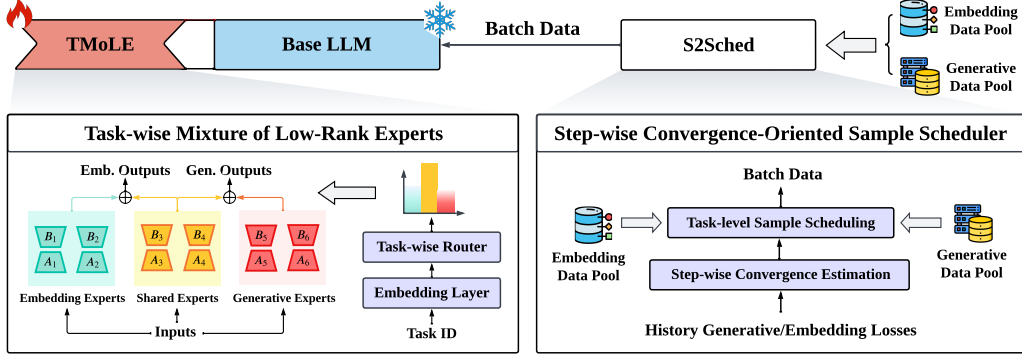 TMoLE
Base LLM
Batch Data
S2Sched
Embedding
Data Pool
Generative
Data Pool
Task-wise Mixture of Low-Rank Experts
Emb. Outputs
Gen. Outputs
B1
B2
B3
B4
B5
B6
A1
A2
A3
A4
A5
A6
Embedding Experts
Shared Experts
Generative Experts
Inputs
Task-wise Router
Embedding Layer
Task ID
Step-wise Convergence-Oriented Sample Scheduler
Batch Data
Task-level Sample Scheduling
Embedding
Data Pool
Generative
Data Pool
Step-wise Convergence Estimation
History Generative/Embedding Losses